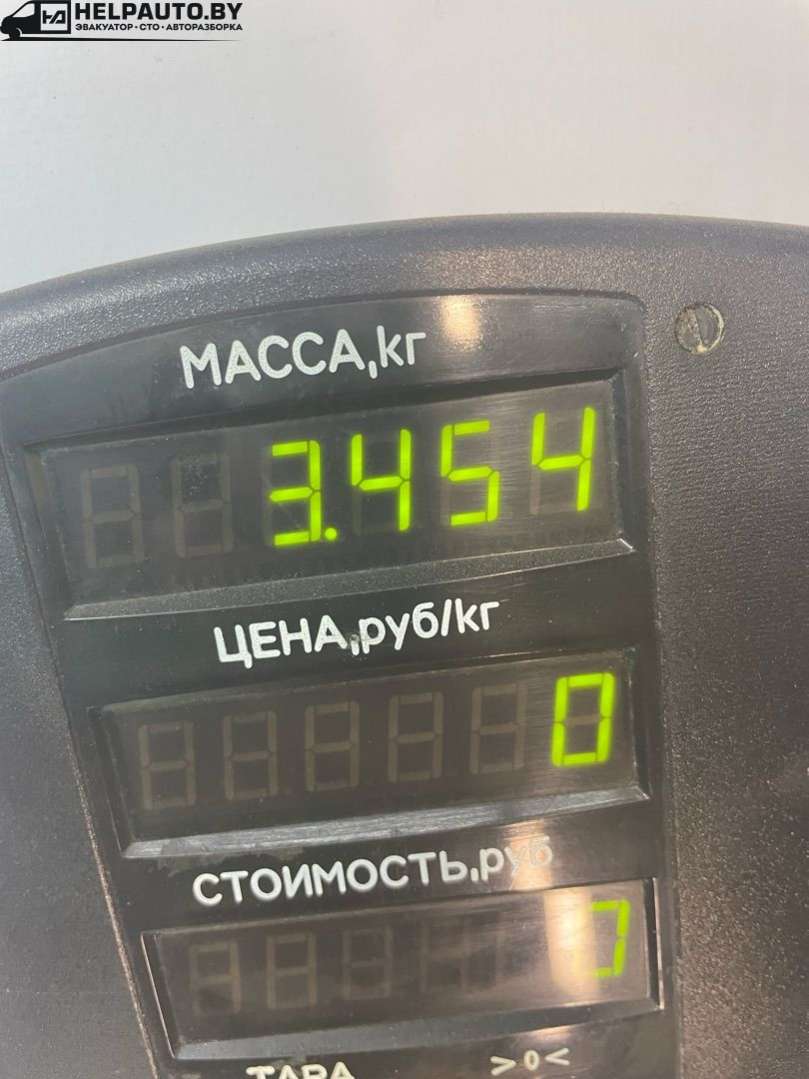 HELPAUTO.BY
ЭВАКУАТОР • СТО • АВТОРАЗБОРКА
МАССА,кг
3.454
ЦЕНА,руб/кг
0
СТОИМОСТЬ,руб
ТАРА >0<